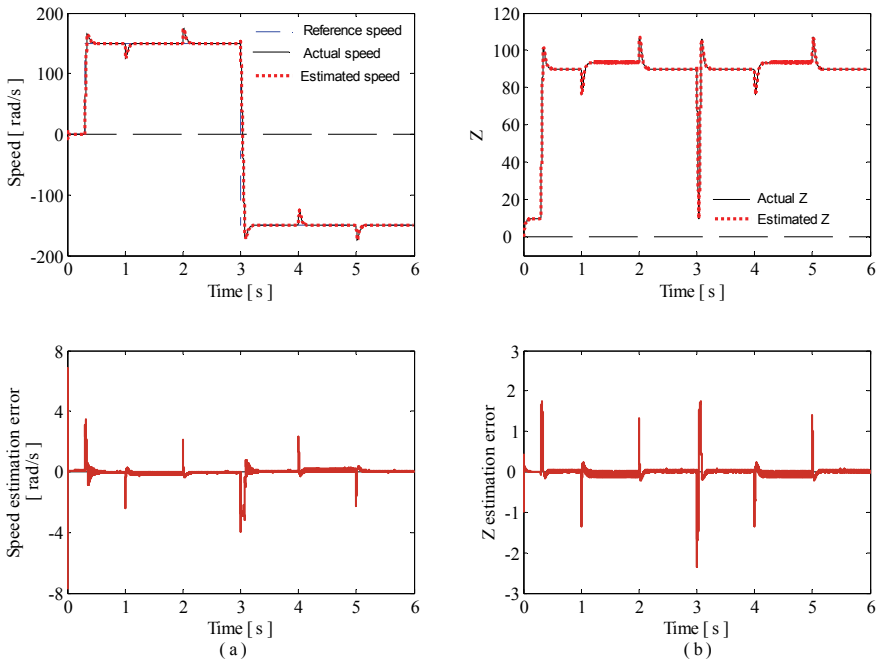 200
100
0
-100
-200
Speed [ rad/s ]
Reference speed
Actual speed
Estimated speed
0 1 2 3 4 5 6
Time [ s ]
120
100
80
60
40
20
0
Z
Actual Z
Estimated Z
0 1 2 3 4 5 6
Time [ s ]
8
4
0
-4
-8
Speed estimation error
[ rad/s ]
0 1 2 3 4 5 6
Time [ s ]
( a )
3
2
1
0
-1
-2
-3
Z estimation error
0 1 2 3 4 5 6
Time [ s ]
( b )